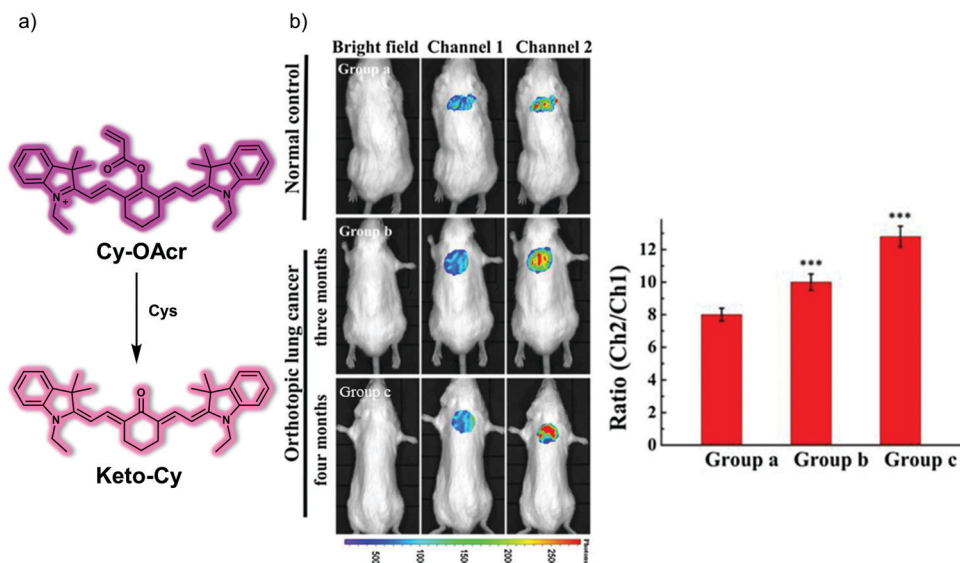 a)
b)
Bright field Channel 1 Channel 2
Group a
Normal control
O
O
N
+
N
Cy-OAcr
Cys
O
N
N
Keto-Cy
Group b
three months
Orthotopic lung cancer
Group c
four months
Ratio (Ch2/Ch1)
12
10
8
6
4
2
0
***
***
Group a Group b Group c